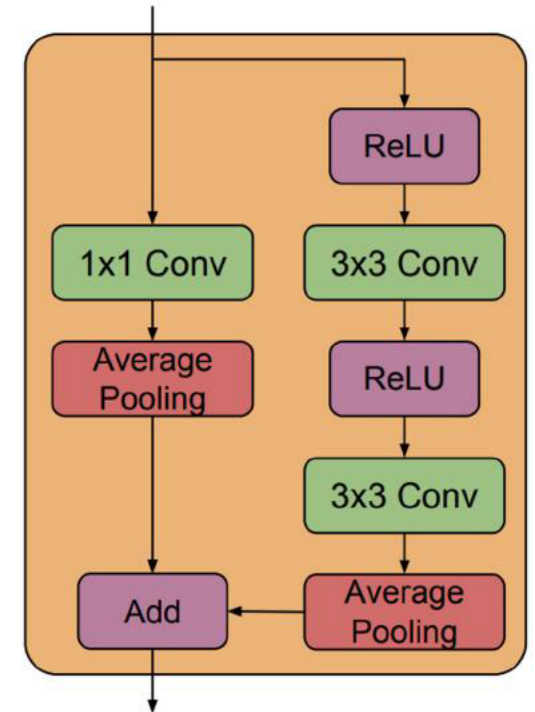 ReLU
1x1 Conv
3x3 Conv
Average
Pooling
ReLU
3x3 Conv
Add
Average
Pooling